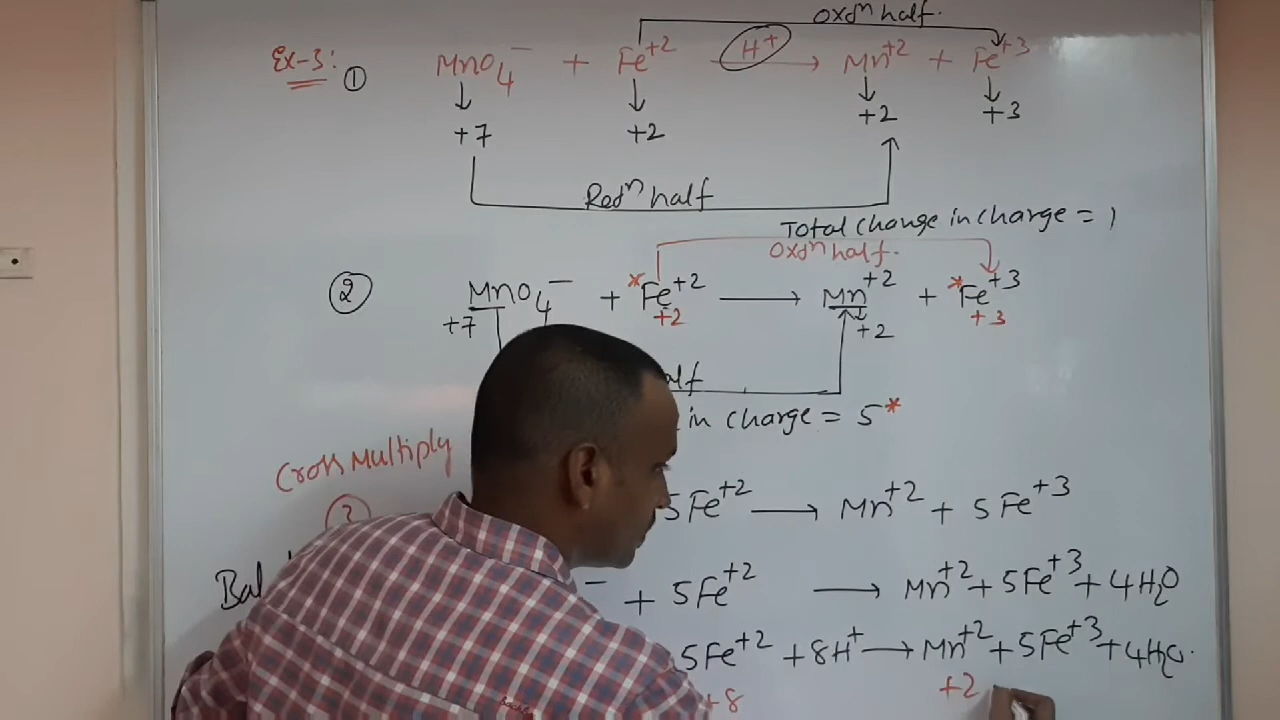 Oxdⁿ half.
Ex-3: ① MnO₄⁻ + Fe⁺² H⁺ → Mn⁺² + Fe⁺³
+7 +2 +2 +3
Redⁿ half
Total change in charge = 1
Oxdⁿ half.
② MnO₄⁻ + *Fe⁺² → Mn⁺² + *Fe⁺³
+7 +2 +2 +3
alf
in charge = 5*
Cross Multiply
5Fe⁺² → Mn⁺² + 5Fe⁺³
Bal ⁻ + 5Fe⁺² → Mn⁺² + 5Fe⁺³ + 4H₂O
5Fe⁺² + 8H⁺ → Mn⁺² + 5Fe⁺³ + 4H₂O.
+8 +2